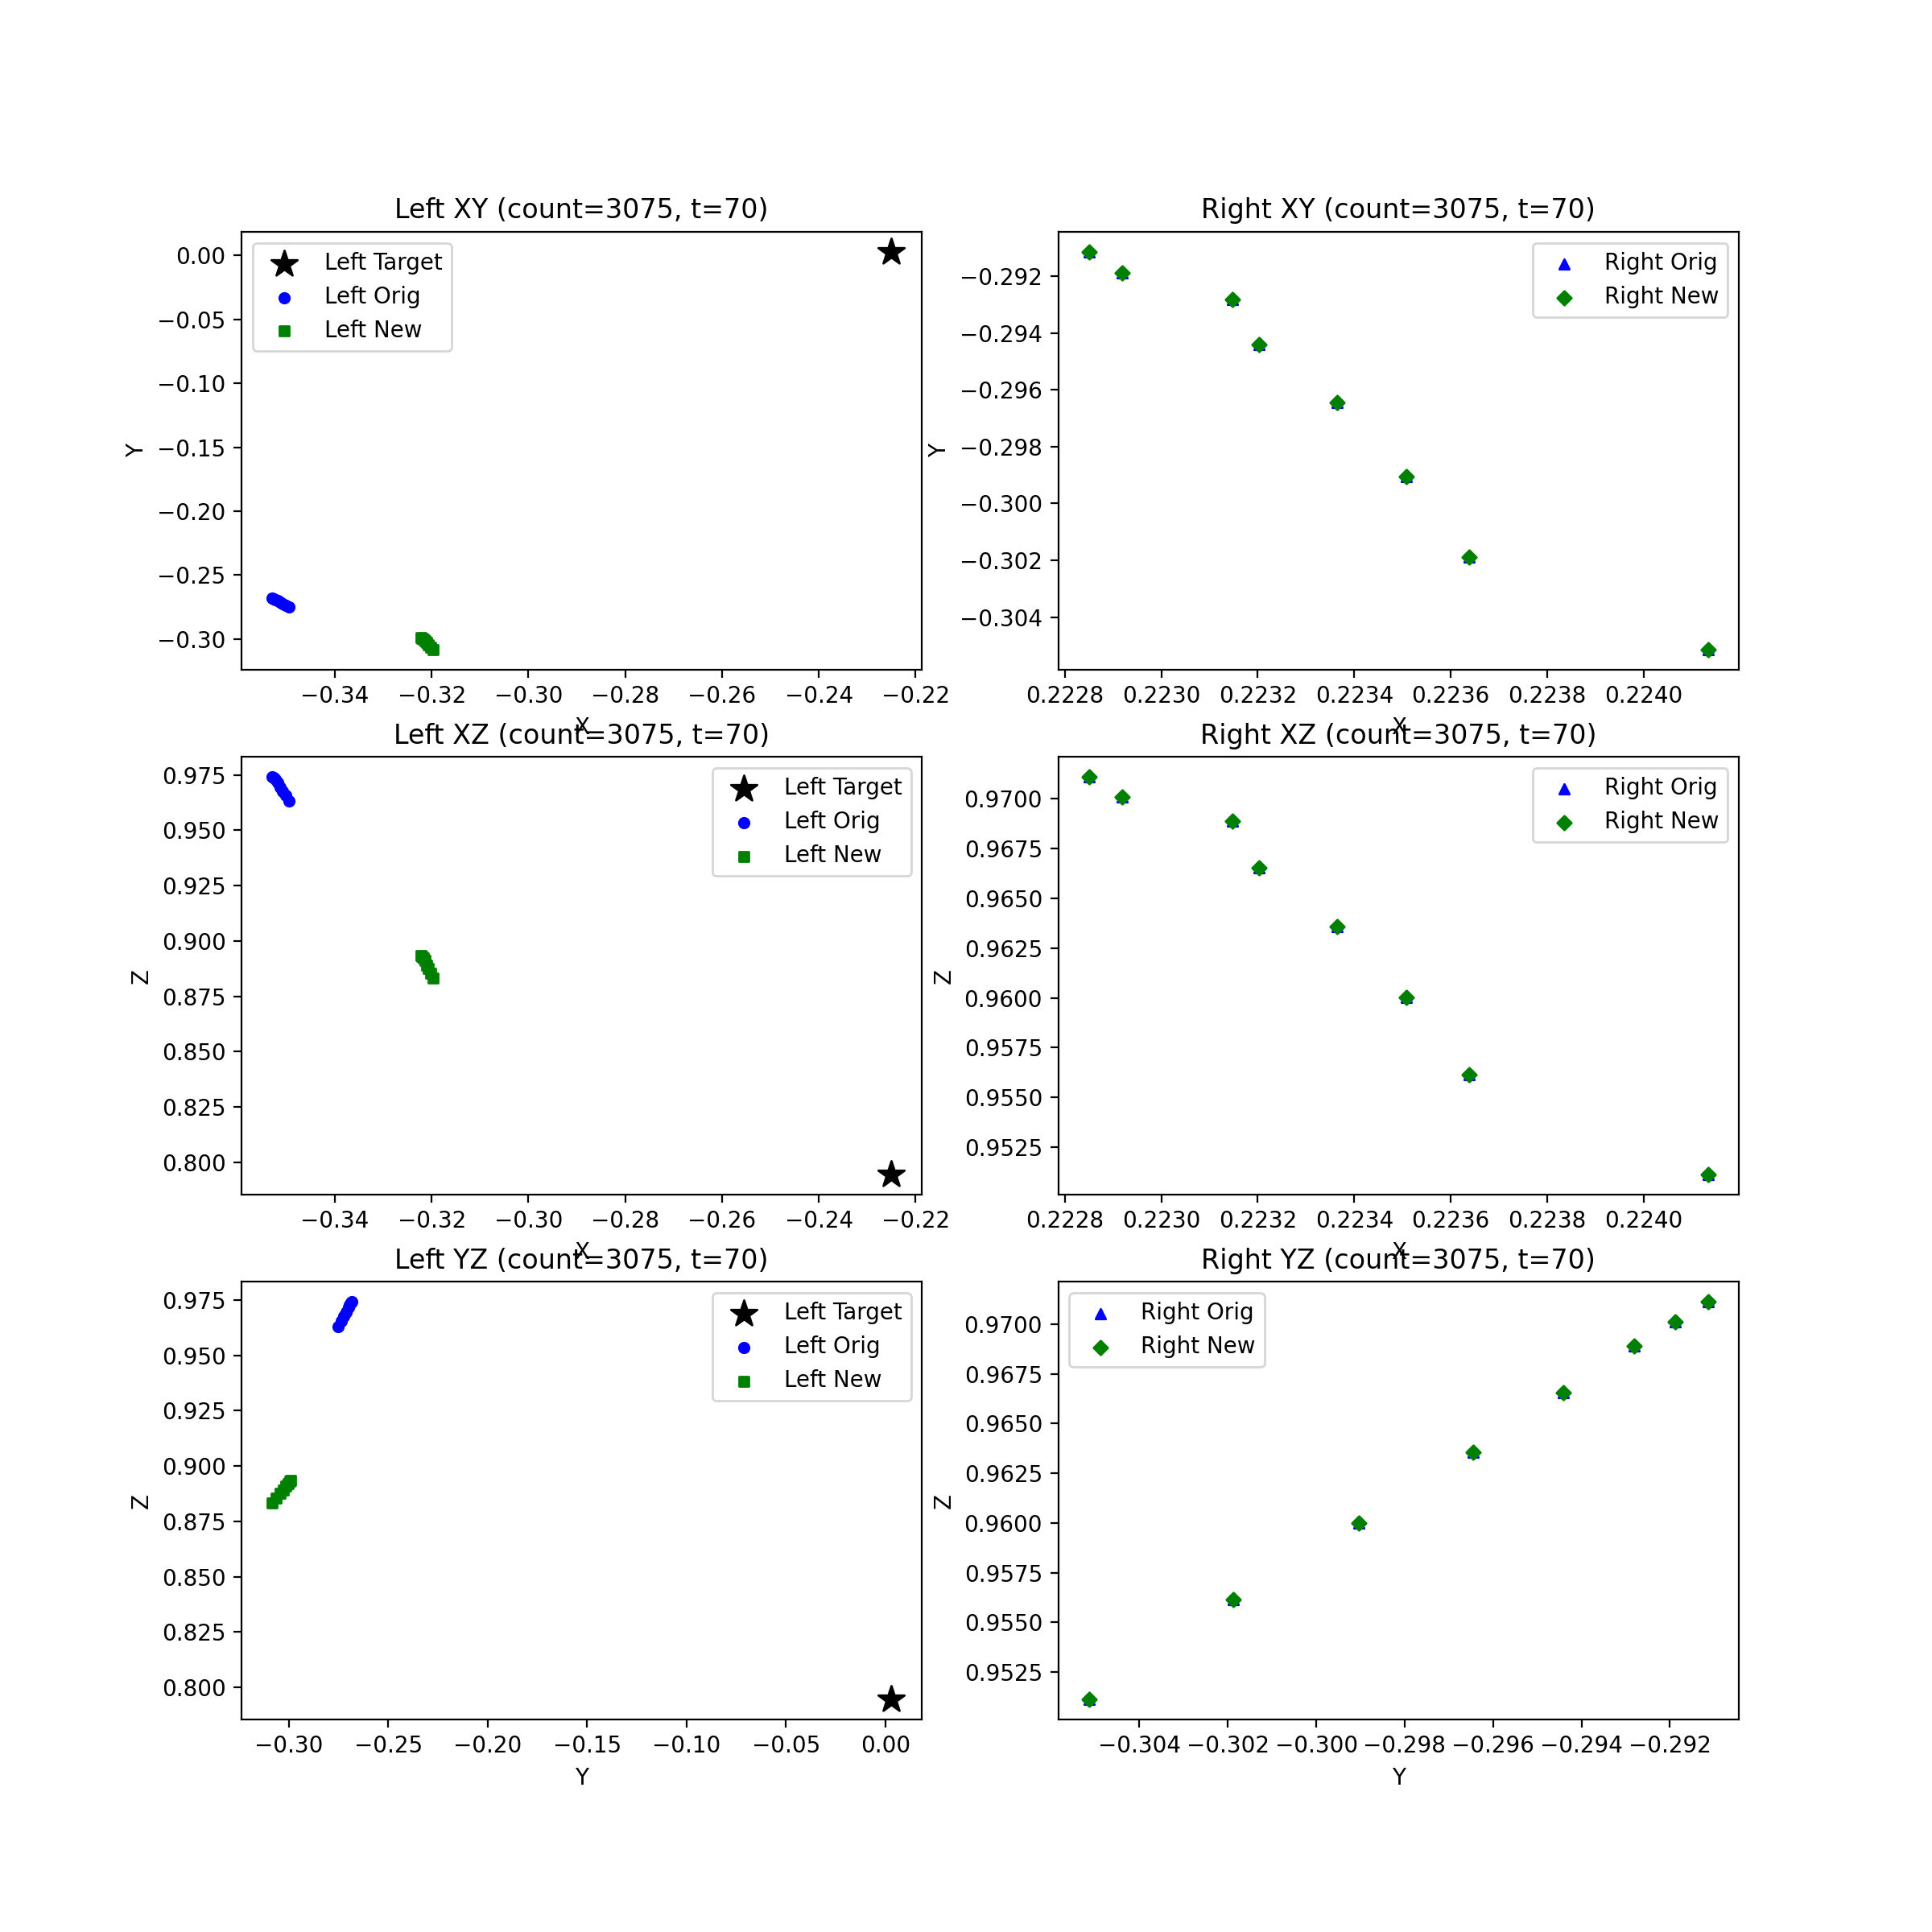 Left XY (count=3075, t=70)
Right XY (count=3075, t=70)
0.00
−0.05
−0.10
−0.15
−0.20
−0.25
−0.30
Y
Left Target
Left Orig
Left New
−0.34
−0.32
−0.30
−0.28
−0.26
−0.24
−0.22
X
−0.292
−0.294
−0.296
−0.298
−0.300
−0.302
−0.304
Y
Right Orig
Right New
0.2228
0.2230
0.2232
0.2234
0.2236
0.2238
0.2240
X
Left XZ (count=3075, t=70)
Right XZ (count=3075, t=70)
0.975
0.950
0.925
0.900
0.875
0.850
0.825
0.800
Z
Left Target
Left Orig
Left New
−0.34
−0.32
−0.30
−0.28
−0.26
−0.24
−0.22
X
0.9700
0.9675
0.9650
0.9625
0.9600
0.9575
0.9550
0.9525
Z
Right Orig
Right New
0.2228
0.2230
0.2232
0.2234
0.2236
0.2238
0.2240
X
Left YZ (count=3075, t=70)
Right YZ (count=3075, t=70)
0.975
0.950
0.925
0.900
0.875
0.850
0.825
0.800
Z
Left Target
Left Orig
Left New
−0.30
−0.25
−0.20
−0.15
−0.10
−0.05
0.00
Y
0.9700
0.9675
0.9650
0.9625
0.9600
0.9575
0.9550
0.9525
Z
Right Orig
Right New
−0.304
−0.302
−0.300
−0.298
−0.296
−0.294
−0.292
Y